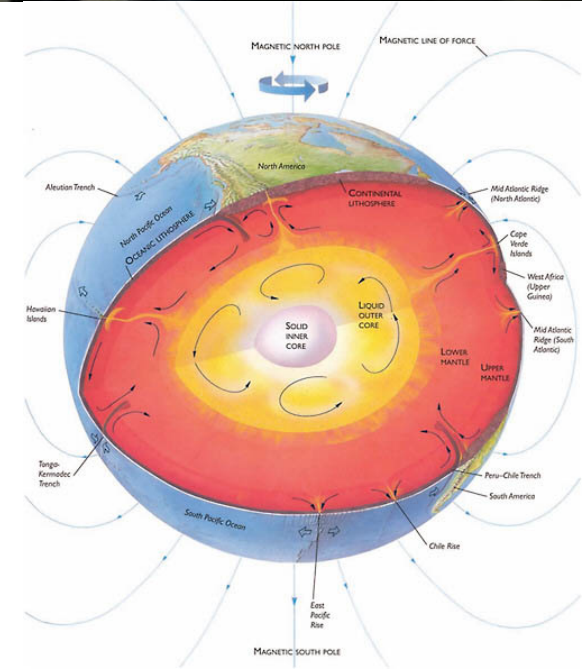 MAGNETIC NORTH POLE
MAGNETIC LINE OF FORCE
North America
Aleutian Trench
CONTINENTAL
LITHOSPHERE
Mid Atlantic Ridge
(North Atlantic)
North Pacific Ocean
OCEANIC LITHOSPHERE
Cape
Verde
Islands
West Africa
(Upper
Guinea)
Hawaiian
Islands
LIQUID
OUTER
CORE
SOLID
INNER
CORE
Mid Atlantic
Ridge (South
Atlantic)
LOWER
MANTLE
UPPER
MANTLE
Tonga-
Kermadec
Trench
Peru–Chile Trench
South America
South Pacific Ocean
Chile Rise
East
Pacific
Rise
MAGNETIC SOUTH POLE